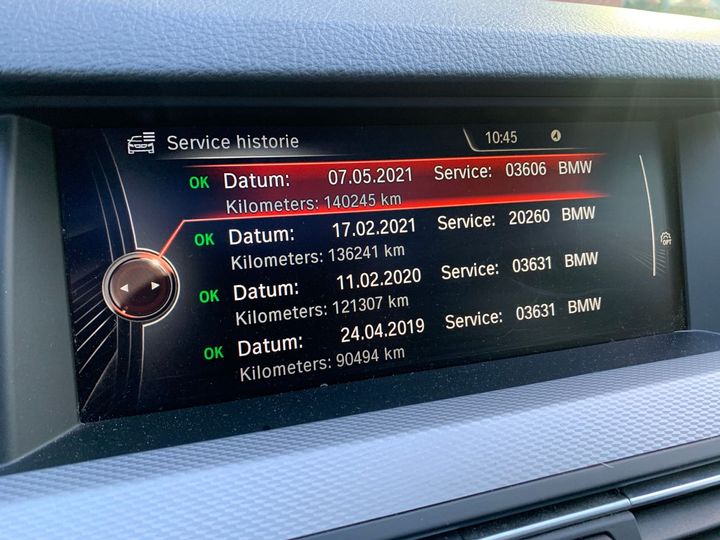 Service historie 10:45
OK Datum: 07.05.2021 Service: 03606 BMW
Kilometers: 140245 km
OK Datum: 17.02.2021 Service: 20260 BMW
Kilometers: 136241 km
OK Datum: 11.02.2020 Service: 03631 BMW
Kilometers: 121307 km
OK Datum: 24.04.2019 Service: 03631 BMW
Kilometers: 90494 km
OPT